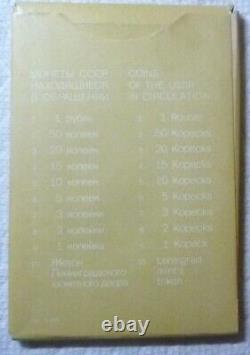 МОНЕТЫ СССР
НАХОДЯЩИЕСЯ
В ОБРАЩЕНИИ
1 рубль
50 копеек
20 копеек
15 копеек
10 копеек
5 копеек
3 копейки
2 копейки
1 копейка
Жетон
Ленинградского
монетного двора
COINS
OF THE USSR
IN CIRCULATION
1 Rouble
50 Kopecks
20 Kopecks
15 Kopecks
10 Kopecks
5 Kopecks
3 Kopecks
2 Kopecks
1 Kopeck
Leningrad
mint's
token